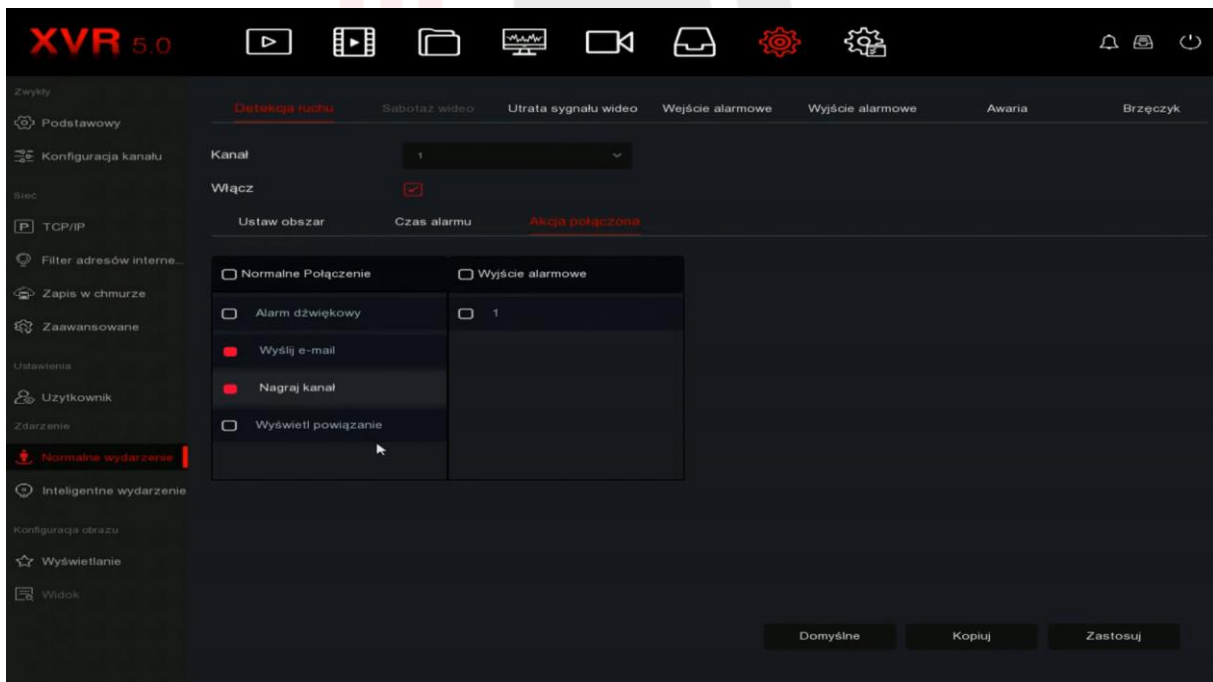 XVR 5.0
Zwykły
Podstawowy
Konfiguracja kanału
Sieć
TCP/IP
Filter adresów interne...
Zapis w chmurze
Zaawansowane
Ustawienia
Użytkownik
Zdarzenie
Normalne wydarzenie
Inteligentne wydarzenie
Konfiguracja obrazu
Wyświetlanie
Widok
Detekcja ruchu Sabotaż wideo Utrata sygnału wideo Wejście alarmowe Wyjście alarmowe Awaria Brzęczyk
Kanał 1
Włącz
Ustaw obszar Czas alarmu Akcja połączona
Normalne Połączenie Wyjście alarmowe
Alarm dźwiękowy 1
Wyślij e-mail
Nagraj kanał
Wyświetl powiązanie
Domyślne Kopiuj Zastosuj